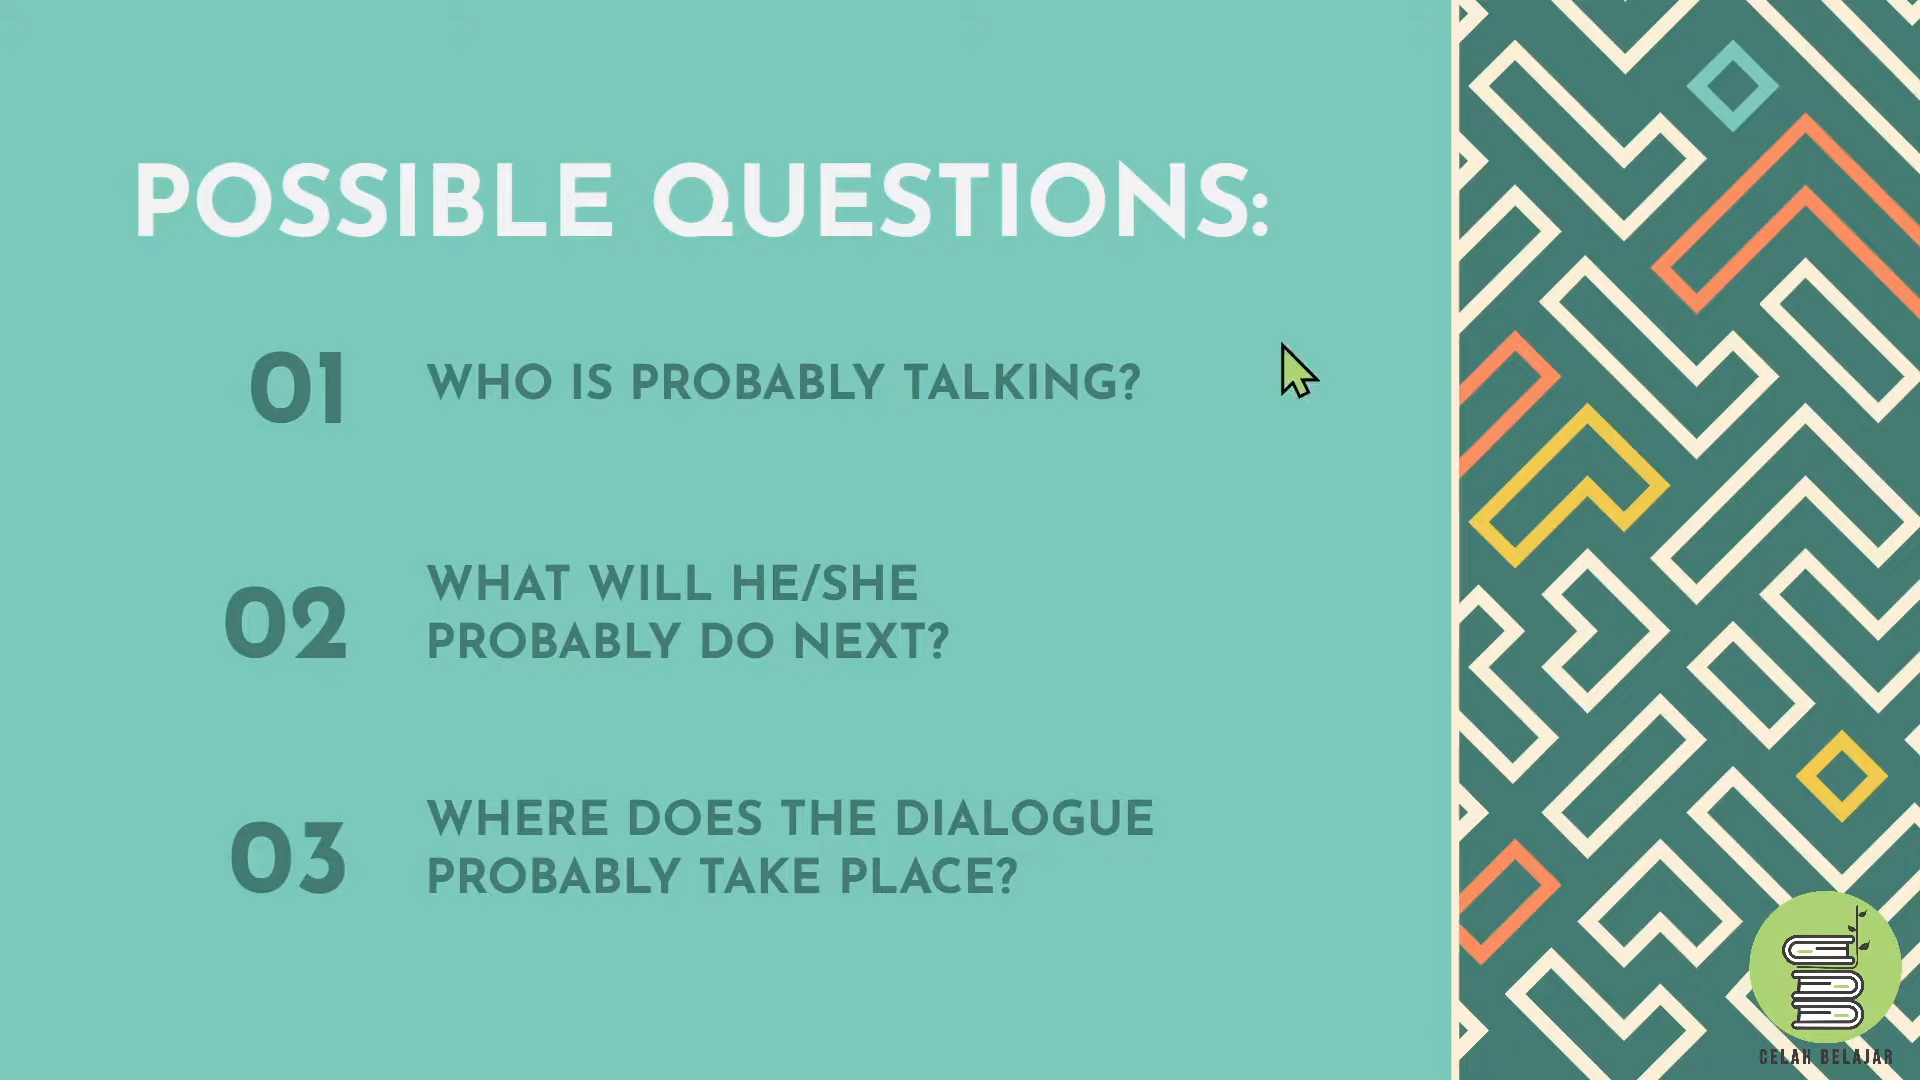 POSSIBLE QUESTIONS:
01
WHO IS PROBABLY TALKING?
02
WHAT WILL HE/SHE
PROBABLY DO NEXT?
03
WHERE DOES THE DIALOGUE
PROBABLY TAKE PLACE?
CELAH BELAJAR